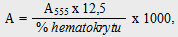 A = A555 x 12,5 / % hematokrytu x 1000,